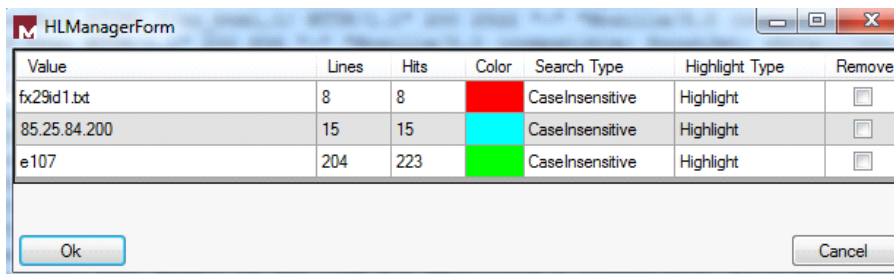 HLManagerForm
Value Lines Hits Color Search Type Highlight Type Remove
fx29id1.txt 8 8 CaseInsensitive Highlight
85.25.84.200 15 15 CaseInsensitive Highlight
e107 204 223 CaseInsensitive Highlight
Ok Cancel